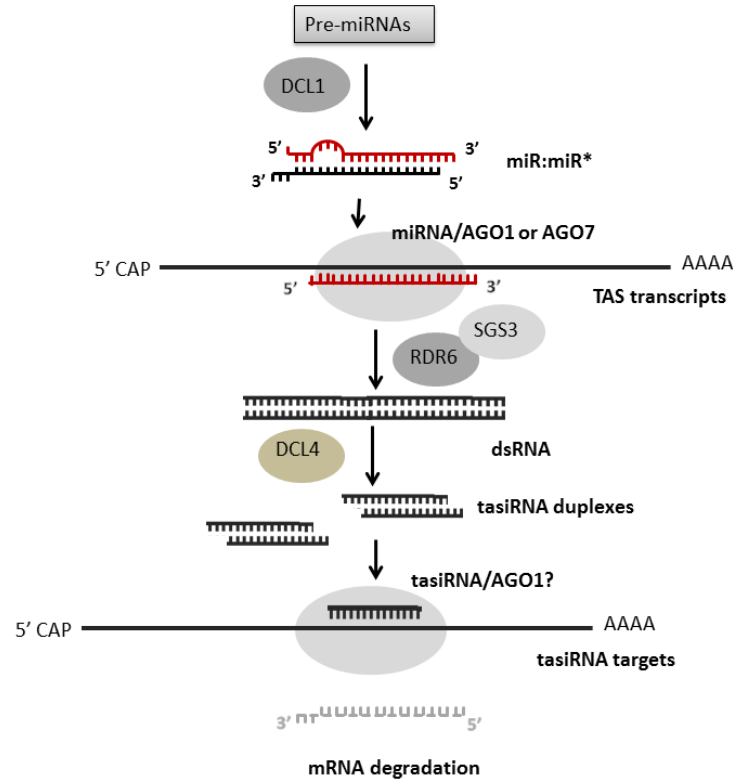 Pre-miRNAs
DCL1
5’ 3’
miR:miR*
3’ 5’
miRNA/AGO1 or AGO7
5’ CAP AAAA
5’ 3’
TAS transcripts
SGS3
RDR6
DCL4
dsRNA
tasiRNA duplexes
tasiRNA/AGO1?
5’ CAP AAAA
tasiRNA targets
3’ 5’
mRNA degradation